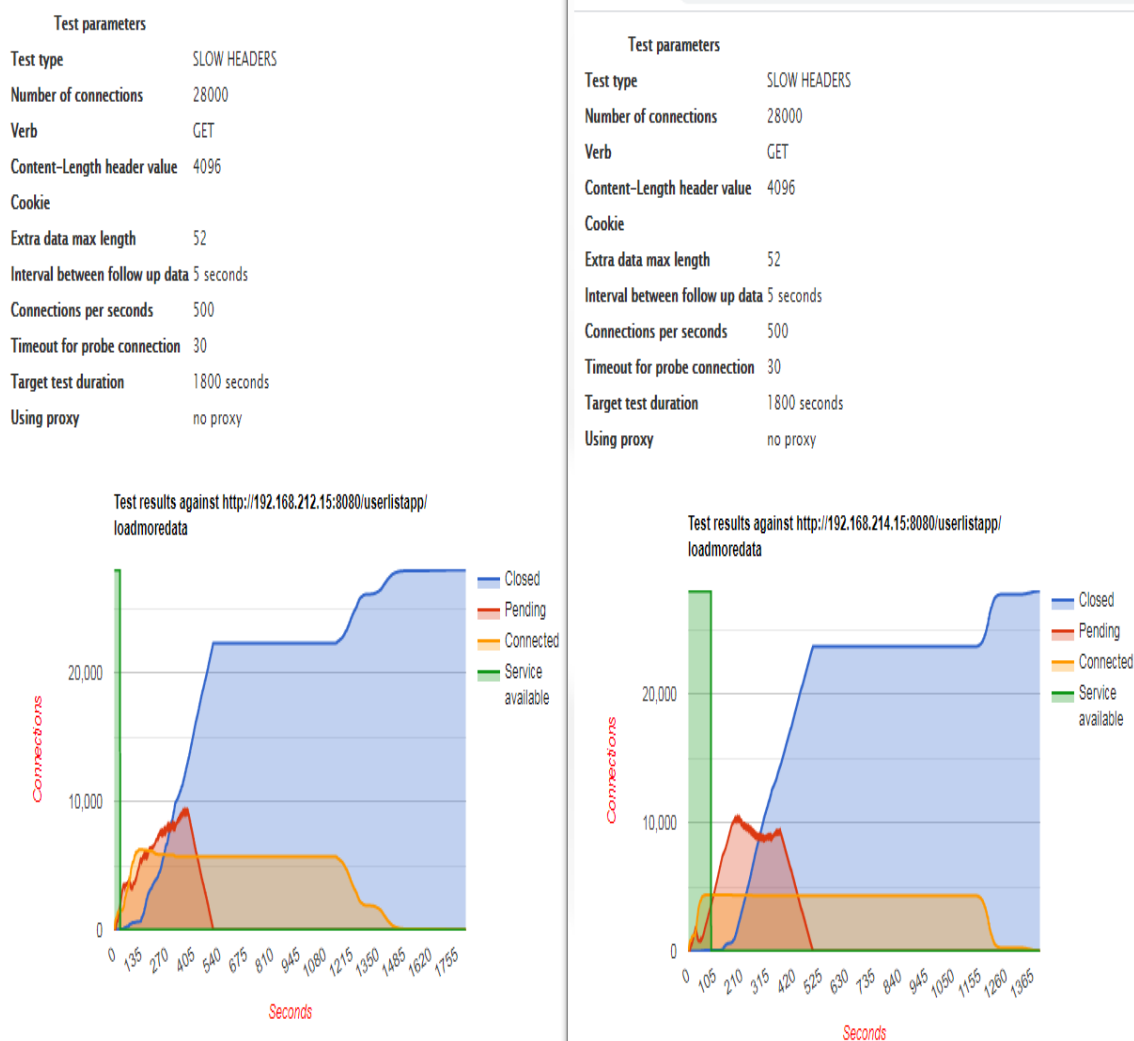 Test parameters
Test type SLOW HEADERS
Number of connections 28000
Verb GET
Content-Length header value 4096
Cookie
Extra data max length 52
Interval between follow up data 5 seconds
Connections per seconds 500
Timeout for probe connection 30
Target test duration 1800 seconds
Using proxy no proxy
Test results against http://192.168.212.15:8080/userlistapp/
loadmoredata
Closed
Pending
Connected
Service
available
20,000
10,000
0
Connections
0 135 270 405 540 675 810 945 1080 1215 1350 1485 1620 1755
Seconds
Test parameters
Test type SLOW HEADERS
Number of connections 28000
Verb GET
Content-Length header value 4096
Cookie
Extra data max length 52
Interval between follow up data 5 seconds
Connections per seconds 500
Timeout for probe connection 30
Target test duration 1800 seconds
Using proxy no proxy
Test results against http://192.168.214.15:8080/userlistapp/
loadmoredata
Closed
Pending
Connected
Service
available
20,000
10,000
0
Connections
0 105 210 315 420 525 630 735 840 945 1050 1155 1260 1365
Seconds